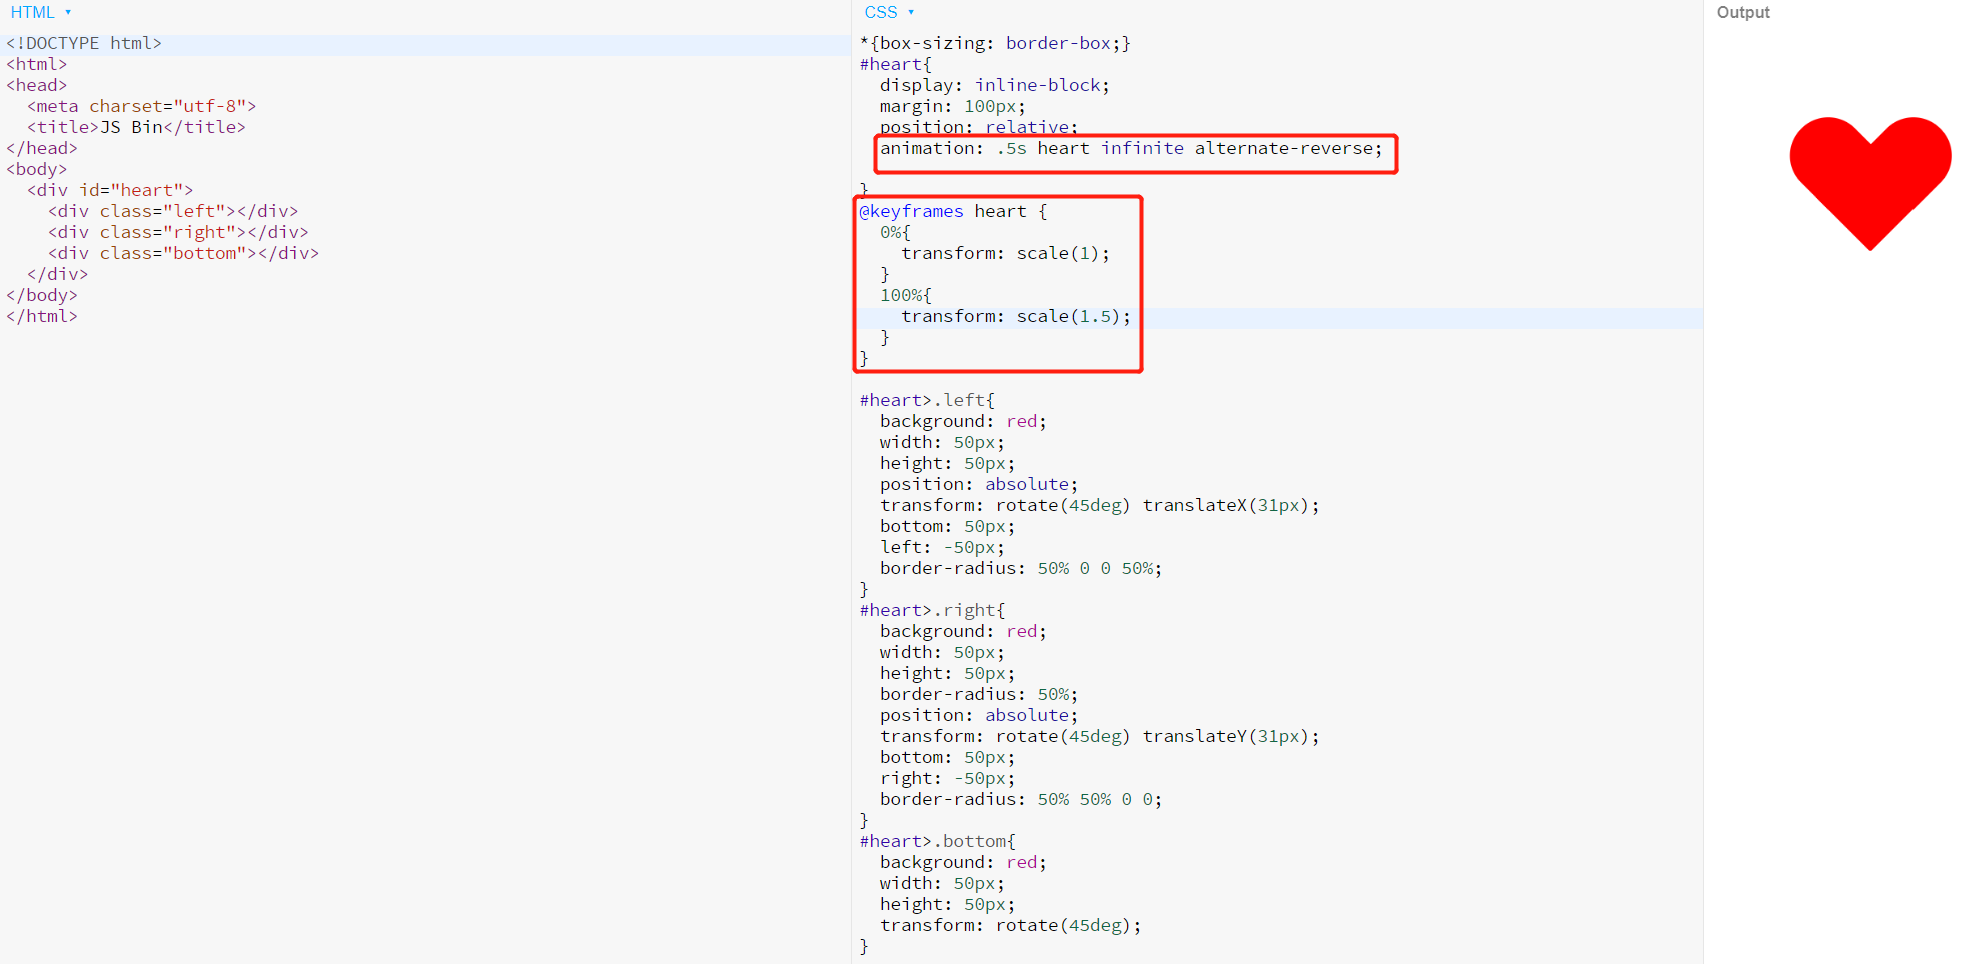 HTML ▾
<!DOCTYPE html>
<html>
<head>
  <meta charset="utf-8">
  <title>JS Bin</title>
</head>
<body>
  <div id="heart">
    <div class="left"></div>
    <div class="right"></div>
    <div class="bottom"></div>
  </div>
</body>
</html>
CSS ▾
*{box-sizing: border-box;}
#heart{
  display: inline-block;
  margin: 100px;
  position: relative;
  animation: .5s heart infinite alternate-reverse;
}
@keyframes heart {
  0%{
    transform: scale(1);
  }
  100%{
    transform: scale(1.5);
  }
}
#heart>.left{
  background: red;
  width: 50px;
  height: 50px;
  position: absolute;
  transform: rotate(45deg) translateX(31px);
  bottom: 50px;
  left: -50px;
  border-radius: 50% 0 0 50%;
}
#heart>.right{
  background: red;
  width: 50px;
  height: 50px;
  border-radius: 50%;
  position: absolute;
  transform: rotate(45deg) translateY(31px);
  bottom: 50px;
  right: -50px;
  border-radius: 50% 50% 0 0;
}
#heart>.bottom{
  background: red;
  width: 50px;
  height: 50px;
  transform: rotate(45deg);
}
Output